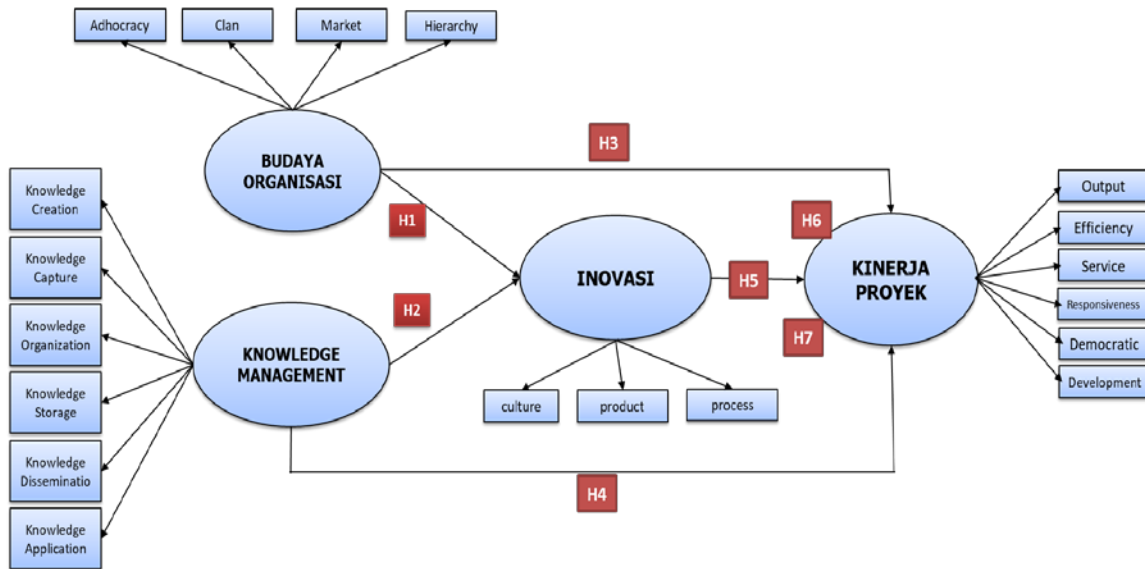 Adhocracy
Clan
Market
Hierarchy
BUDAYA
ORGANISASI
H3
Knowledge
Creation
Knowledge
Capture
Knowledge
Organization
Knowledge
Storage
Knowledge
Disseminatio
Knowledge
Application
H1
H2
KNOWLEDGE
MANAGEMENT
INOVASI
culture
product
process
H6
H5
H7
H4
KINERJA
PROYEK
Output
Efficiency
Service
Responsiveness
Democratic
Development